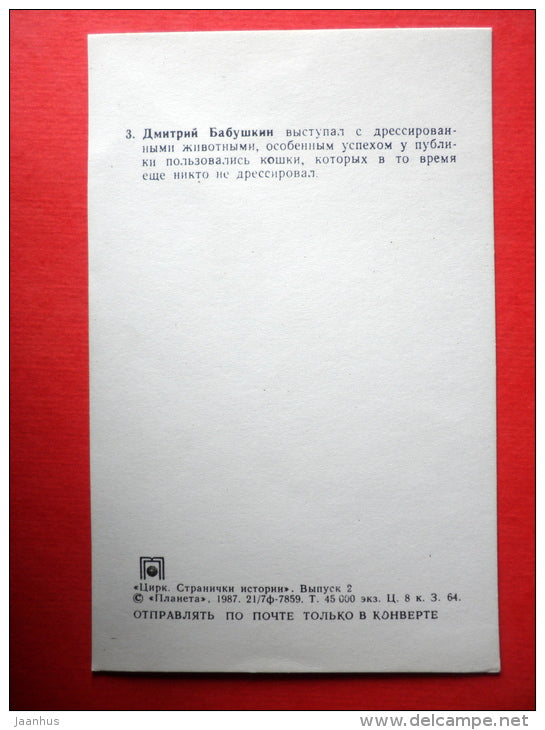 3. Дмитрий Бабушкин выступал с дрессирован-
ными животными, особенным успехом у публи-
ки пользовались кошки, которых в то время
еще никто не дрессировал.
«Цирк. Странички истории». Выпуск 2
© «Планета», 1987. 21/7ф-7859. Т. 45 000 экз. Ц. 8 к. З. 64.
ОТПРАВЛЯТЬ ПО ПОЧТЕ ТОЛЬКО В КОНВЕРТЕ
jaanhus
www.delcampe.net